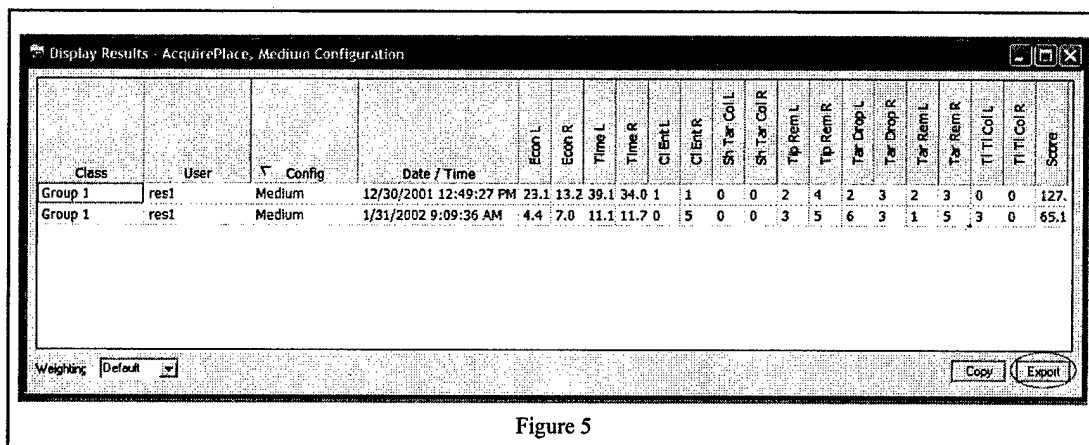 Display Results - AcquirePlace, Medium Configuration
Class User Config Date / Time Econ L Econ R Time L Time R Cl Ent L Cl Ent R Sh Tar Col L Sh Tar Col R Tip Rem L Tip Rem R Tar Drop L Tar Drop R Tar Rem L Tar Rem R Tl Tl Col L Tl Tl Col R Score
Group 1 res1 Medium 12/30/2001 12:49:27 PM 23.1 13.2 39.1 34.0 1 1 0 0 2 4 2 3 2 3 0 0 127.
Group 1 res1 Medium 1/31/2002 9:09:36 AM 4.4 7.0 11.1 11.7 0 5 0 0 3 5 6 3 1 5 3 0 65.1
Weighting Default Copy Export
Figure 5